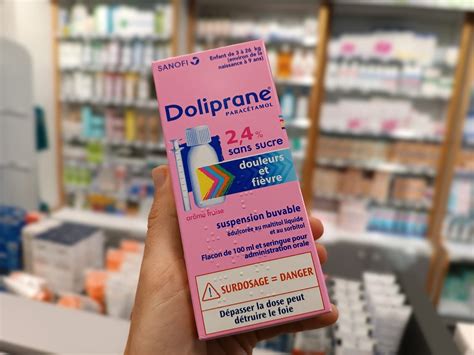 SANOFI
Enfant de 3 à 26 kg
(environ de la
naissance à 9 ans)
Doliprane®
PARACÉTAMOL
2,4%
sans sucre
douleurs
et
fièvre
arôme fraise
suspension buvable
édulcorée au maltitol liquide
et au sorbitol
Flacon de 100 ml et seringue pour
administration orale
SURDOSAGE = DANGER
Dépasser la dose peut
détruire le foie